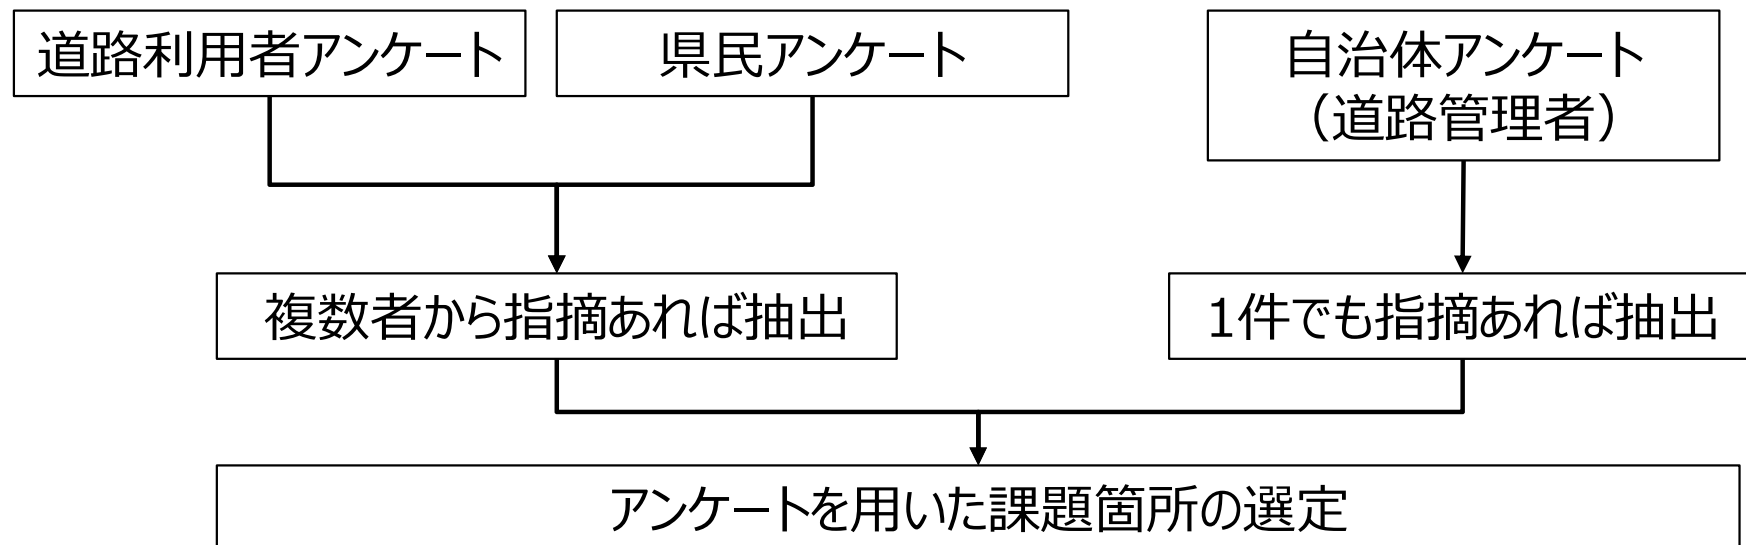 道路利用者アンケート
県民アンケート
自治体アンケート
（道路管理者）
複数者から指摘あれば抽出
1件でも指摘あれば抽出
アンケートを用いた課題箇所の選定